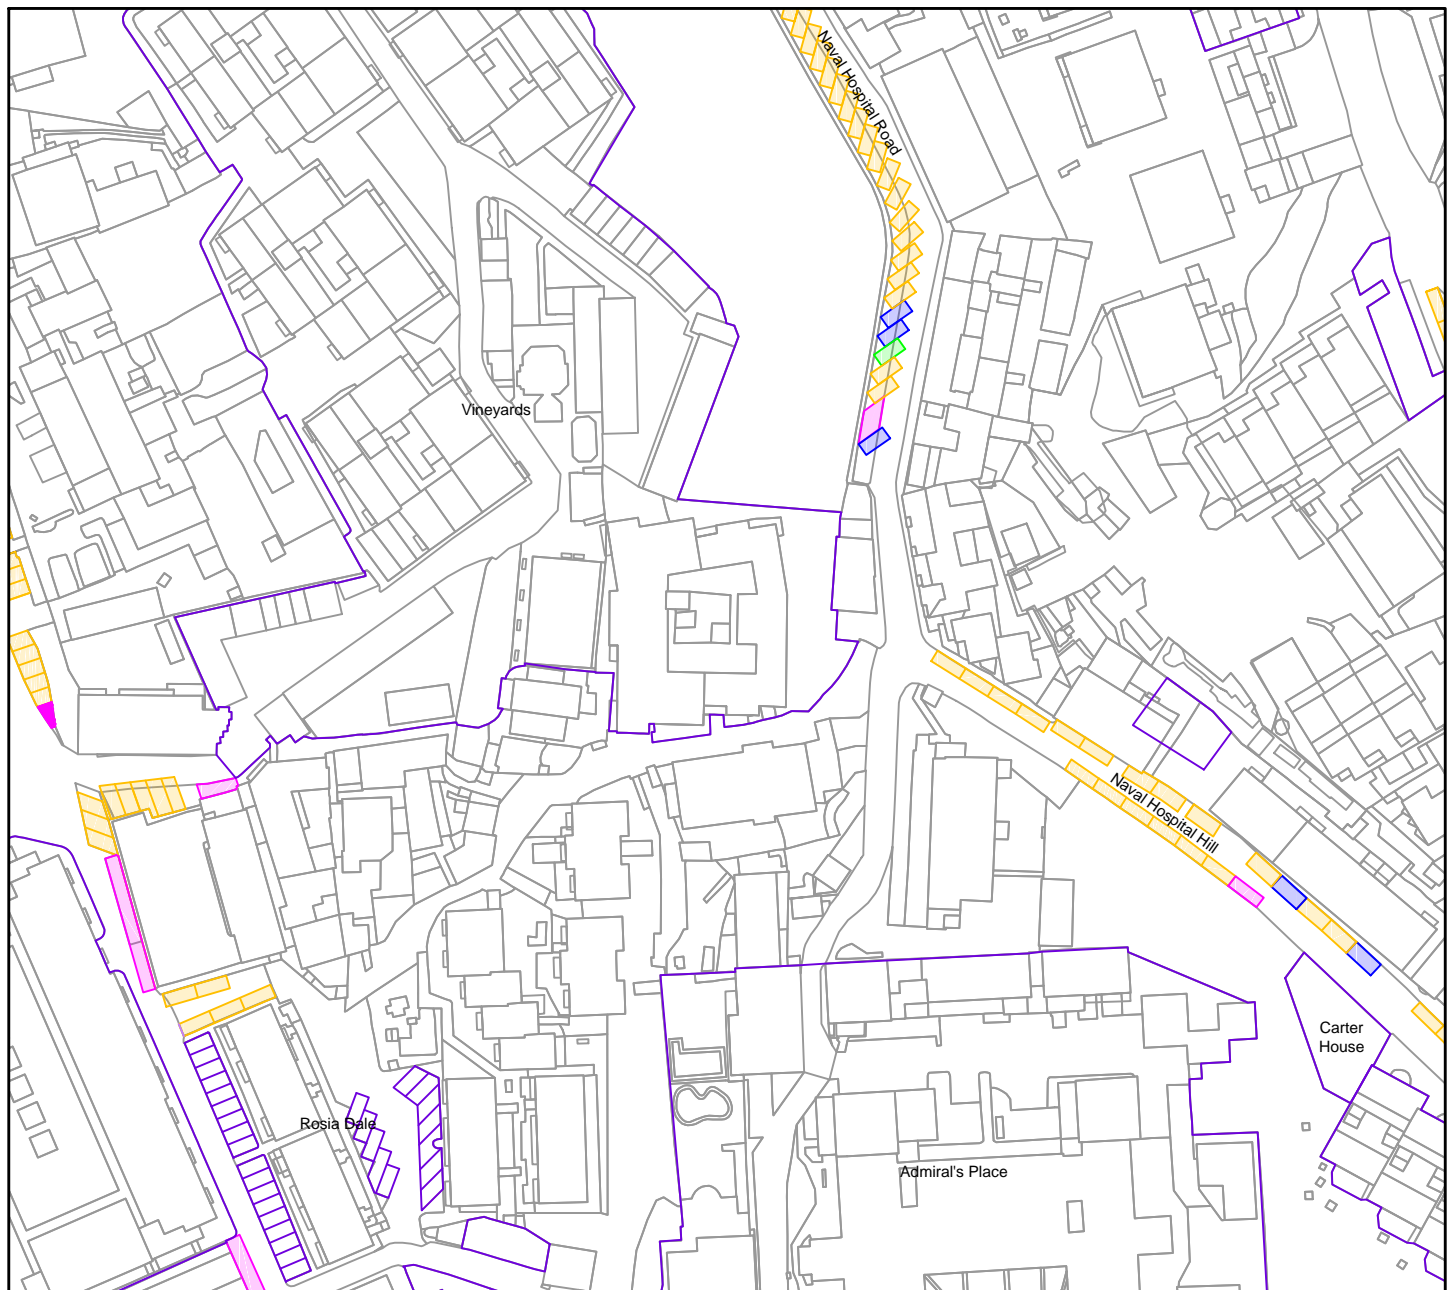 Naval Hospital Road
Vineyards
Naval Hospital Hill
Carter
House
Rosia Dale
Admiral's Place